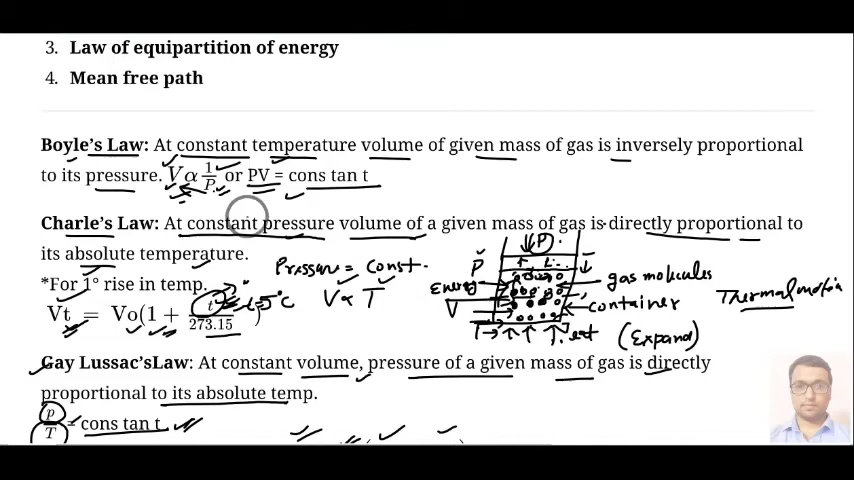 3. Law of equipartition of energy
4. Mean free path
Boyle's Law: At constant temperature volume of given mass of gas is inversely proportional
to its pressure. V α 1/P. or PV = cons tan t
Charle's Law: At constant pressure volume of a given mass of gas is directly proportional to
its absolute temperature.
*For 1° rise in temp.
Vt = Vo(1 + t/273.15)
Pressure = Const.
V ∝ T
P
P
Energy
V
gas molecules
container
(Expand)
Thermal motion
Gay Lussac'sLaw: At constant volume, pressure of a given mass of gas is directly
proportional to its absolute temp.
p/T = cons tan t